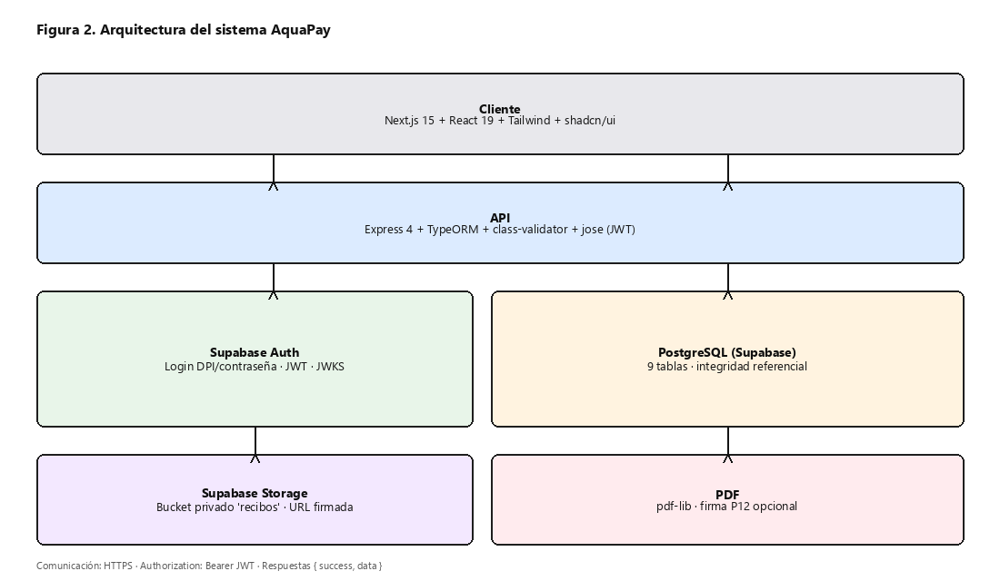 Figura 2. Arquitectura del sistema AquaPay
Cliente
Next.js 15 + React 19 + Tailwind + shadcn/ui
API
Express 4 + TypeORM + class-validator + jose (JWT)
Supabase Auth
Login DPI/contraseña · JWT · JWKS
PostgreSQL (Supabase)
9 tablas · integridad referencial
Supabase Storage
Bucket privado 'recibos' · URL firmada
PDF
pdf-lib · firma P12 opcional
Comunicación: HTTPS · Authorization: Bearer JWT · Respuestas { success, data }